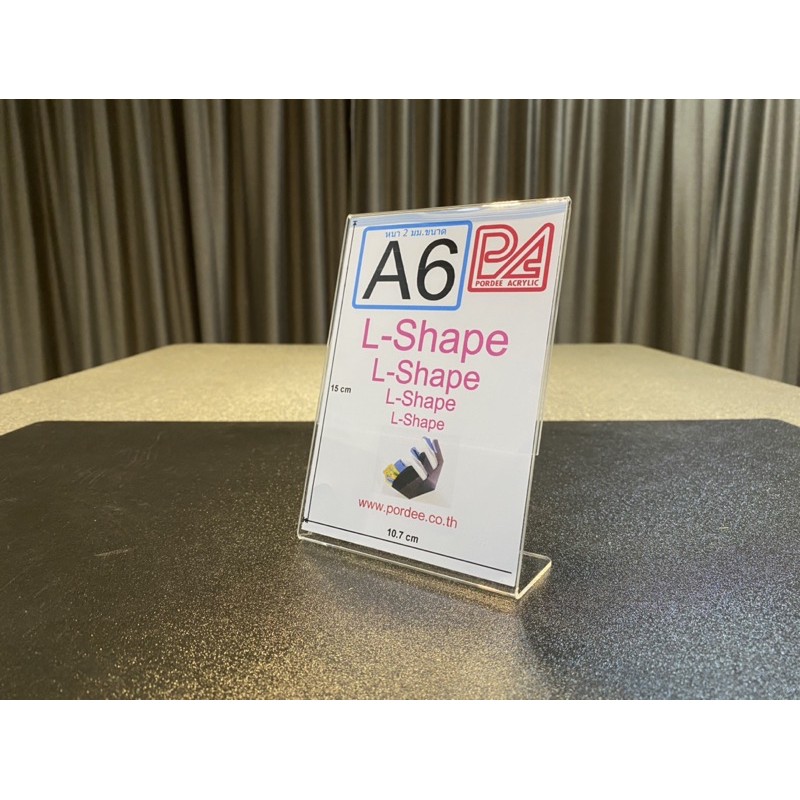 หนา 2 มม.ขนาด
A6
PA
PORDEE ACRYLIC
L-Shape
L-Shape
L-Shape
L-Shape
15 cm
www.pordee.co.th
10.7 cm